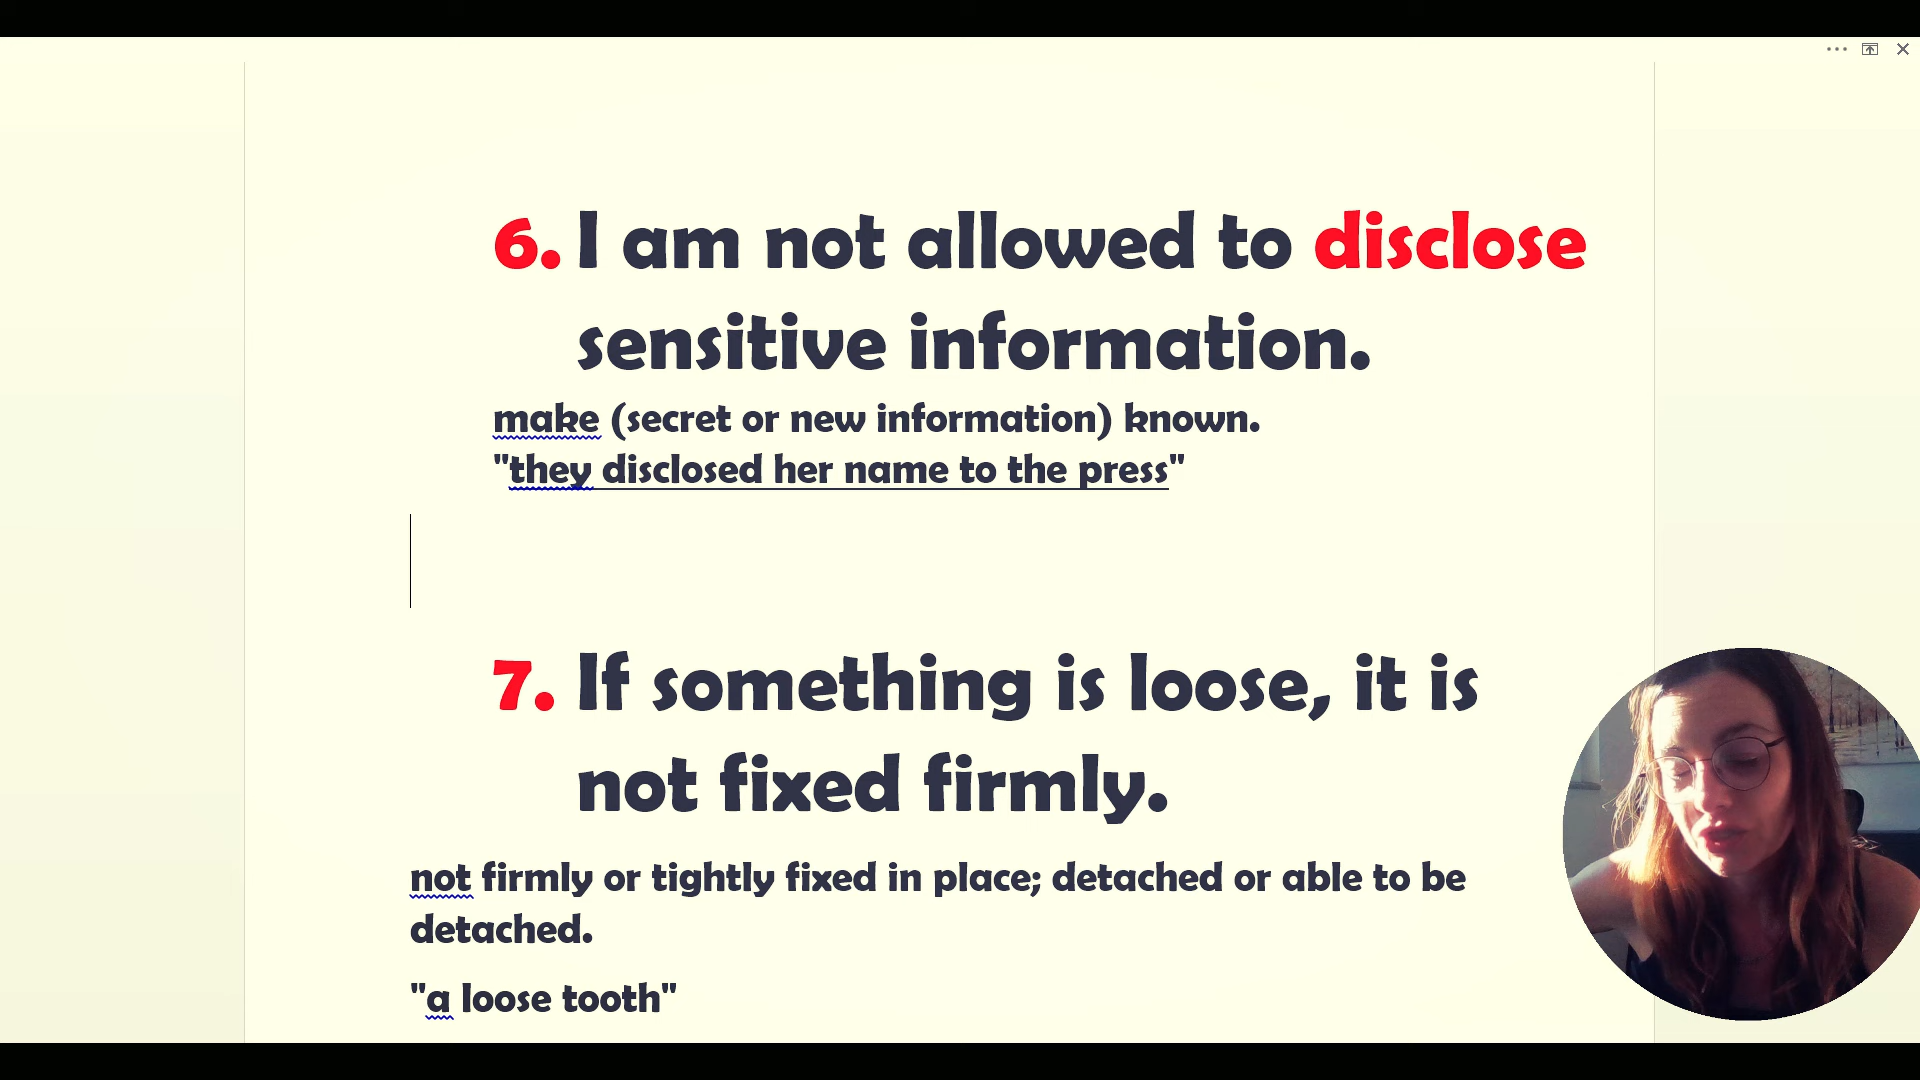 6. I am not allowed to disclose
sensitive information.
make (secret or new information) known.
"they disclosed her name to the press"
7. If something is loose, it is
not fixed firmly.
not firmly or tightly fixed in place; detached or able to be
detached.
"a loose tooth"